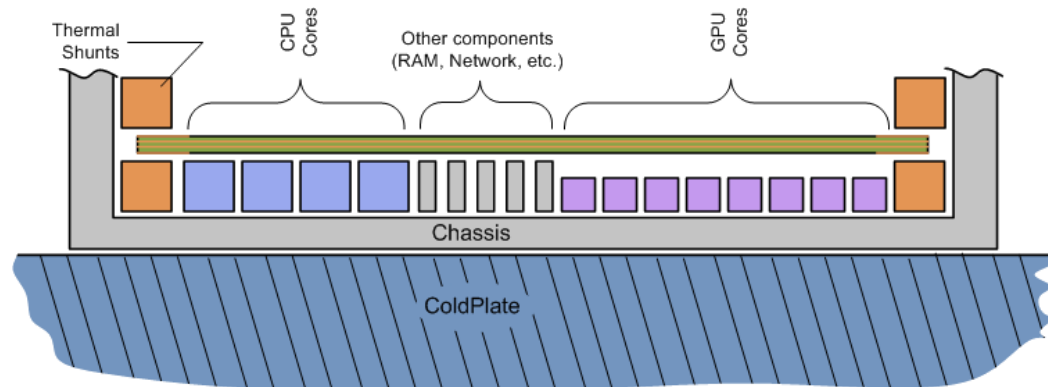 Thermal
Shunts
CPU
Cores
Other components
(RAM, Network, etc.)
GPU
Cores
Chassis
ColdPlate